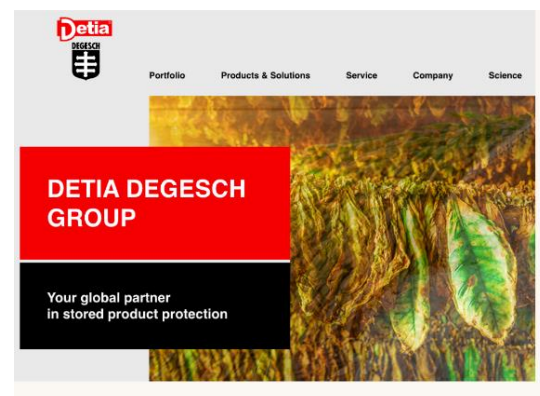 Detia
DEGESCH
Portfolio Products & Solutions Service Company Science
DETIA DEGESCH
GROUP
Your global partner
in stored product protection